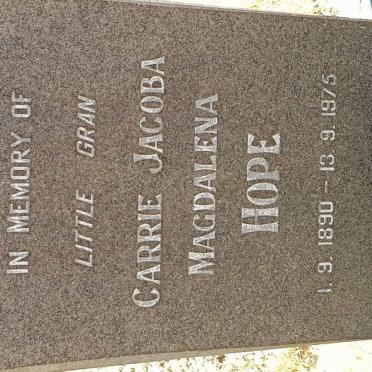 IN MEMORY OF
LITTLE GRAN
CARRIE JACOBA
MAGDALENA
HOPE
1. 9. 1890 – 13. 9. 1975